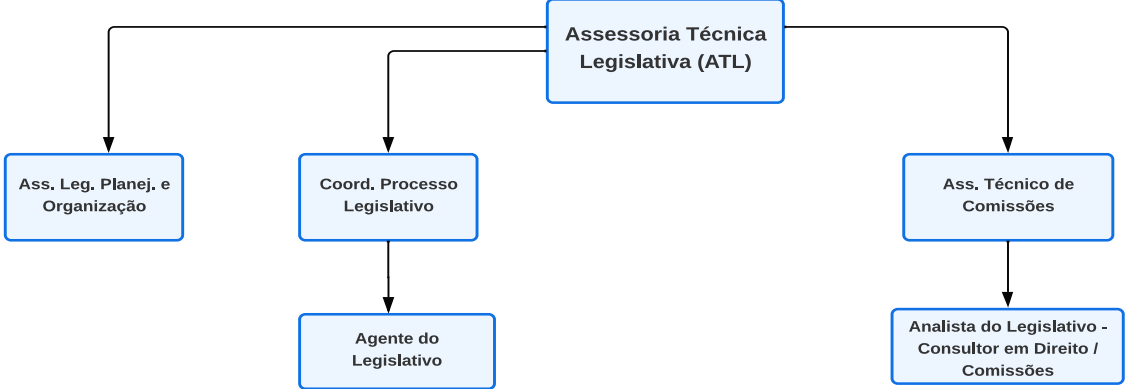 Assessoria Técnica
Legislativa (ATL)
Ass. Leg. Planej. e
Organização
Coord. Processo
Legislativo
Ass. Técnico de
Comissões
Agente do
Legislativo
Analista do Legislativo -
Consultor em Direito /
Comissões